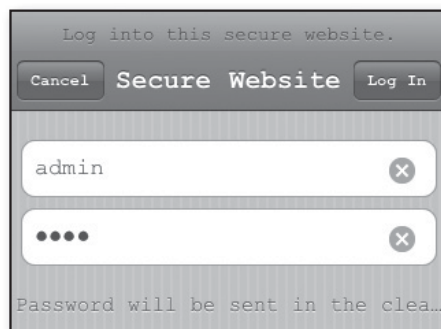 Log into this secure website.
Cancel Secure Website Log In
admin
••••
Password will be sent in the clea…